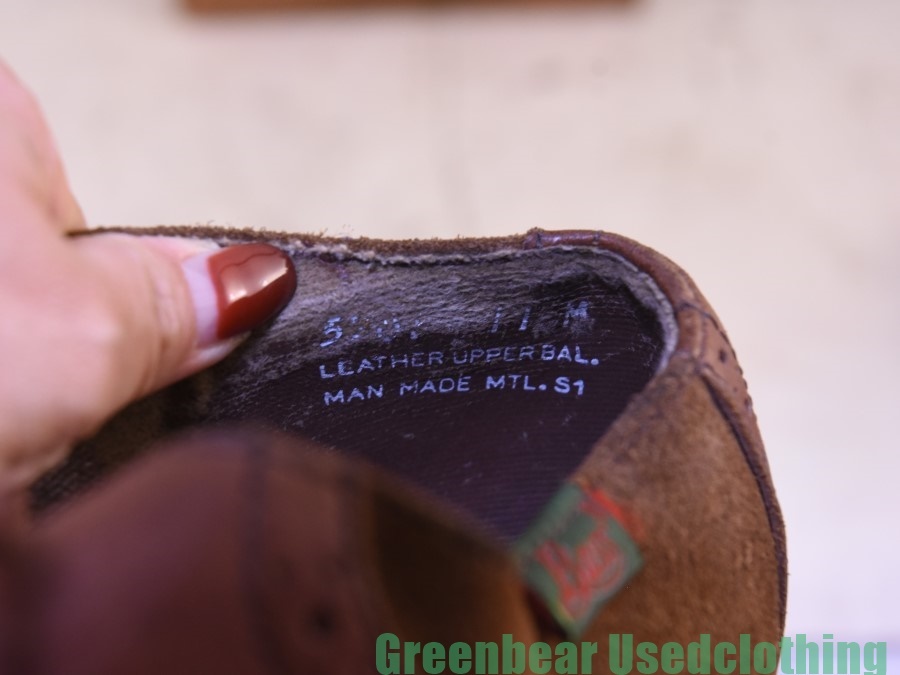 M
LEATHER UPPER BAL.
MAN MADE MTL. S1
Greenbear Usedclothing